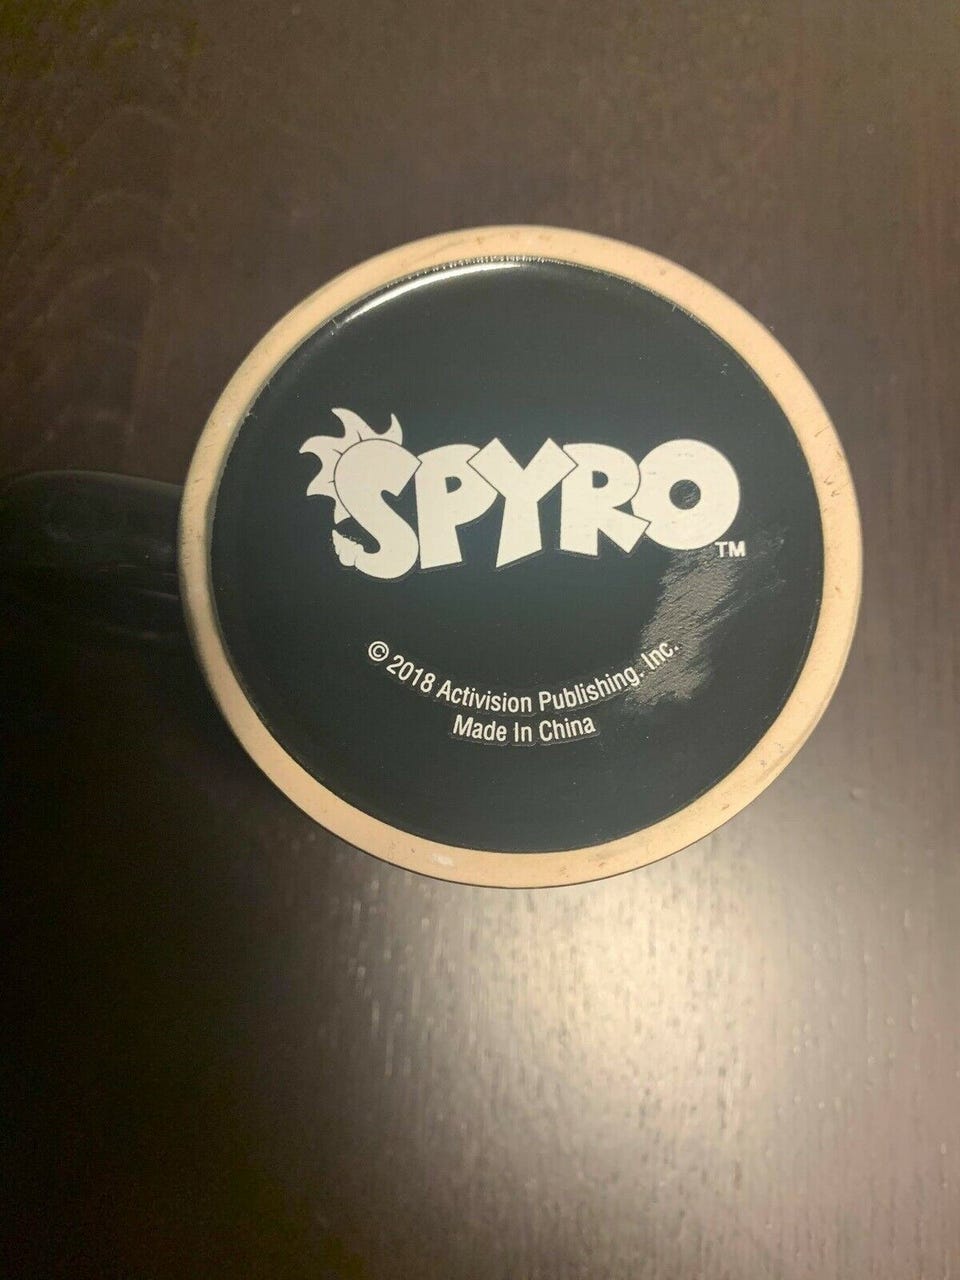 SPYRO™
© 2018 Activision Publishing, Inc.
Made In China